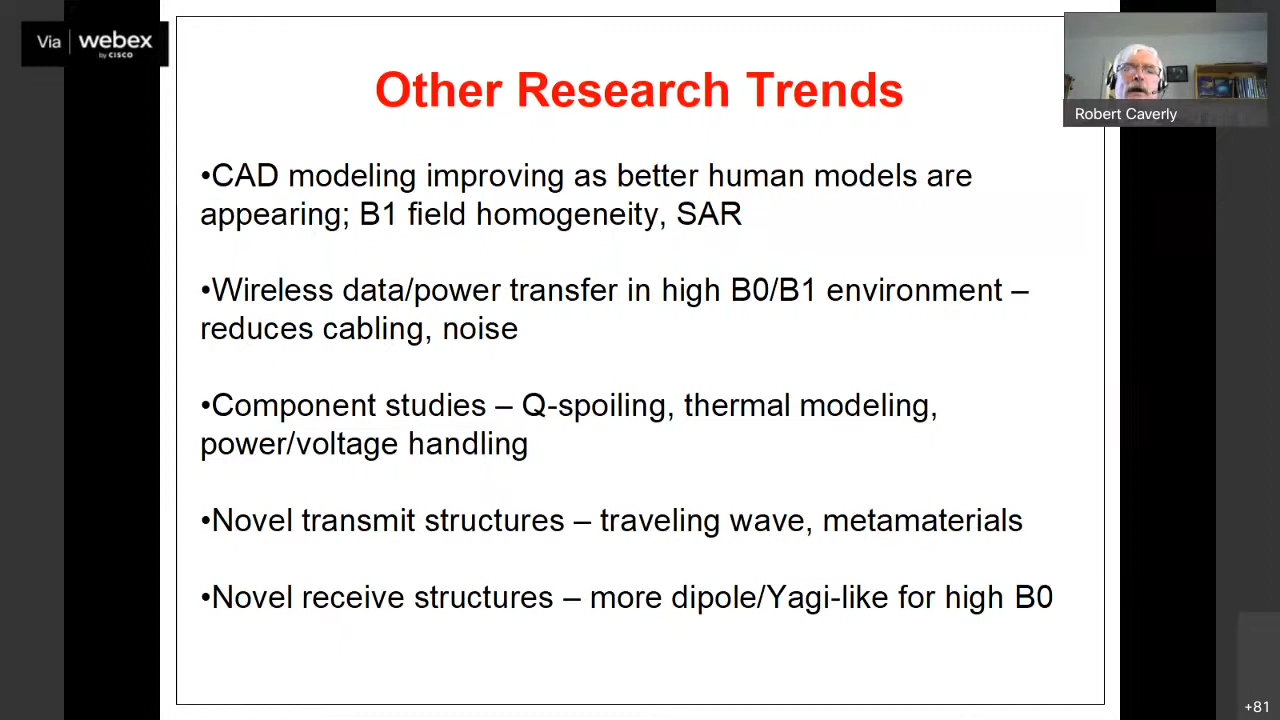 Via webex
by CISCO
Robert Caverly
Other Research Trends
•CAD modeling improving as better human models are
appearing; B1 field homogeneity, SAR
•Wireless data/power transfer in high B0/B1 environment –
reduces cabling, noise
•Component studies – Q-spoiling, thermal modeling,
power/voltage handling
•Novel transmit structures – traveling wave, metamaterials
•Novel receive structures – more dipole/Yagi-like for high B0
+81